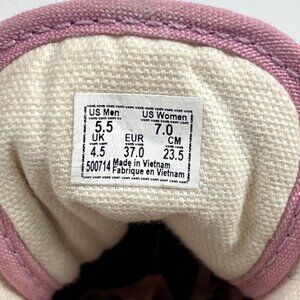 US Men US Women
5.5 7.0
UK EUR CM
4.5 37.0 23.5
500714 Made in Vietnam
Fabriqué en Vietnam